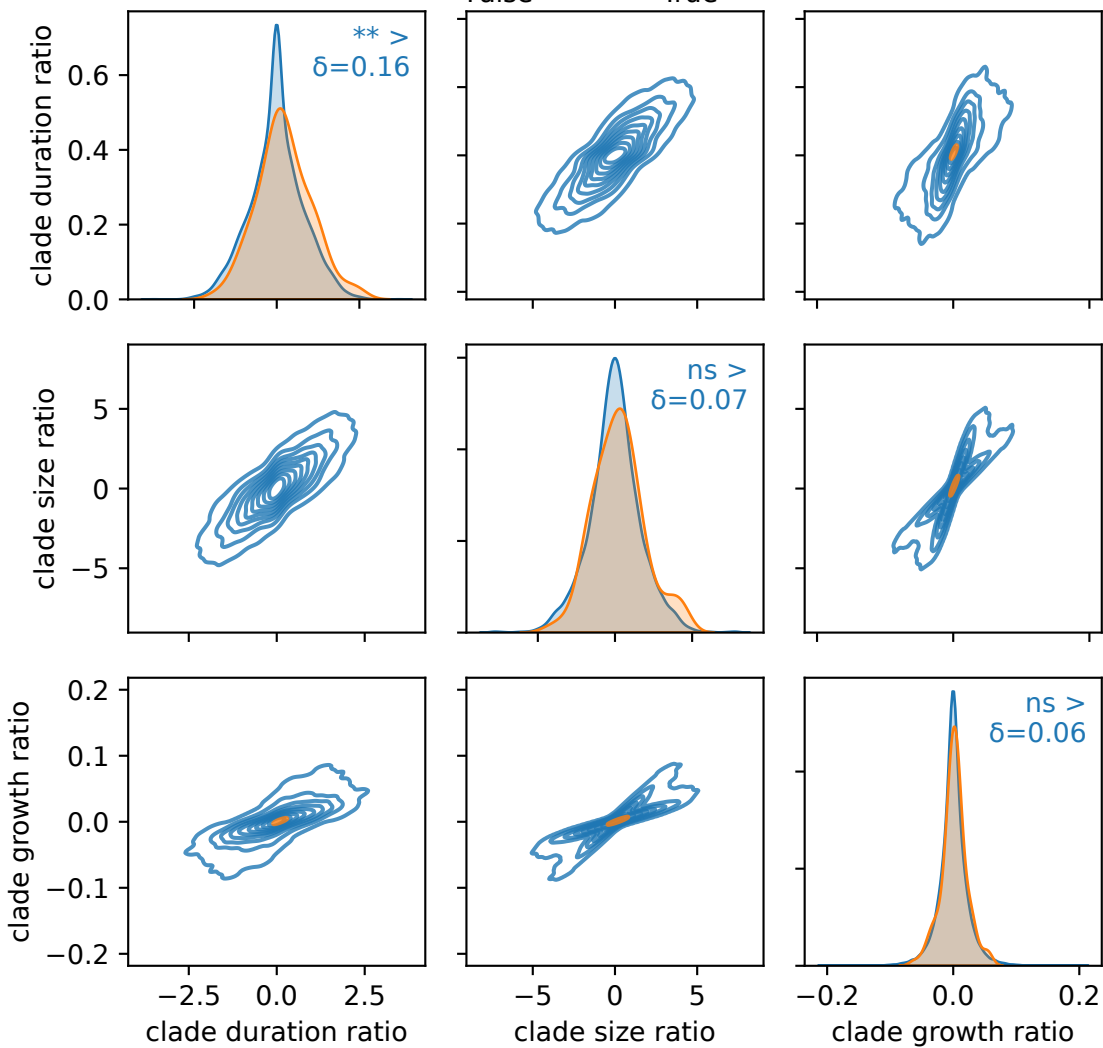 False True
** >
δ=0.16
clade duration ratio
0.6
0.4
0.2
0.0
ns >
δ=0.07
clade size ratio
5
0
−5
ns >
δ=0.06
clade growth ratio
0.2
0.1
0.0
−0.1
−0.2
−2.5 0.0 2.5
−5 0 5
−0.2 0.0 0.2
clade duration ratio
clade size ratio
clade growth ratio